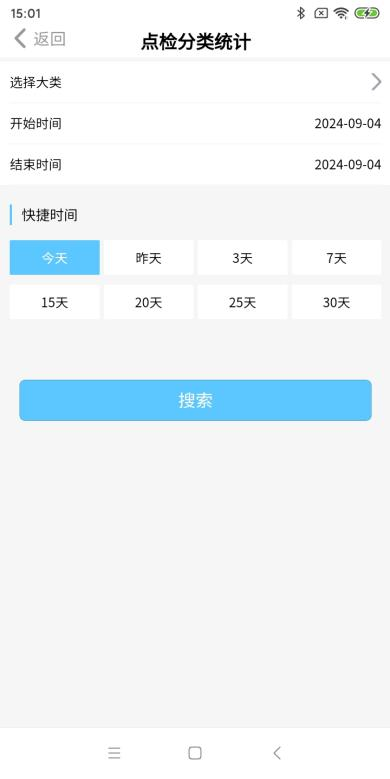 15:01
返回
点检分类统计
选择大类
开始时间 2024-09-04
结束时间 2024-09-04
快捷时间
今天 昨天 3天 7天
15天 20天 25天 30天
搜索